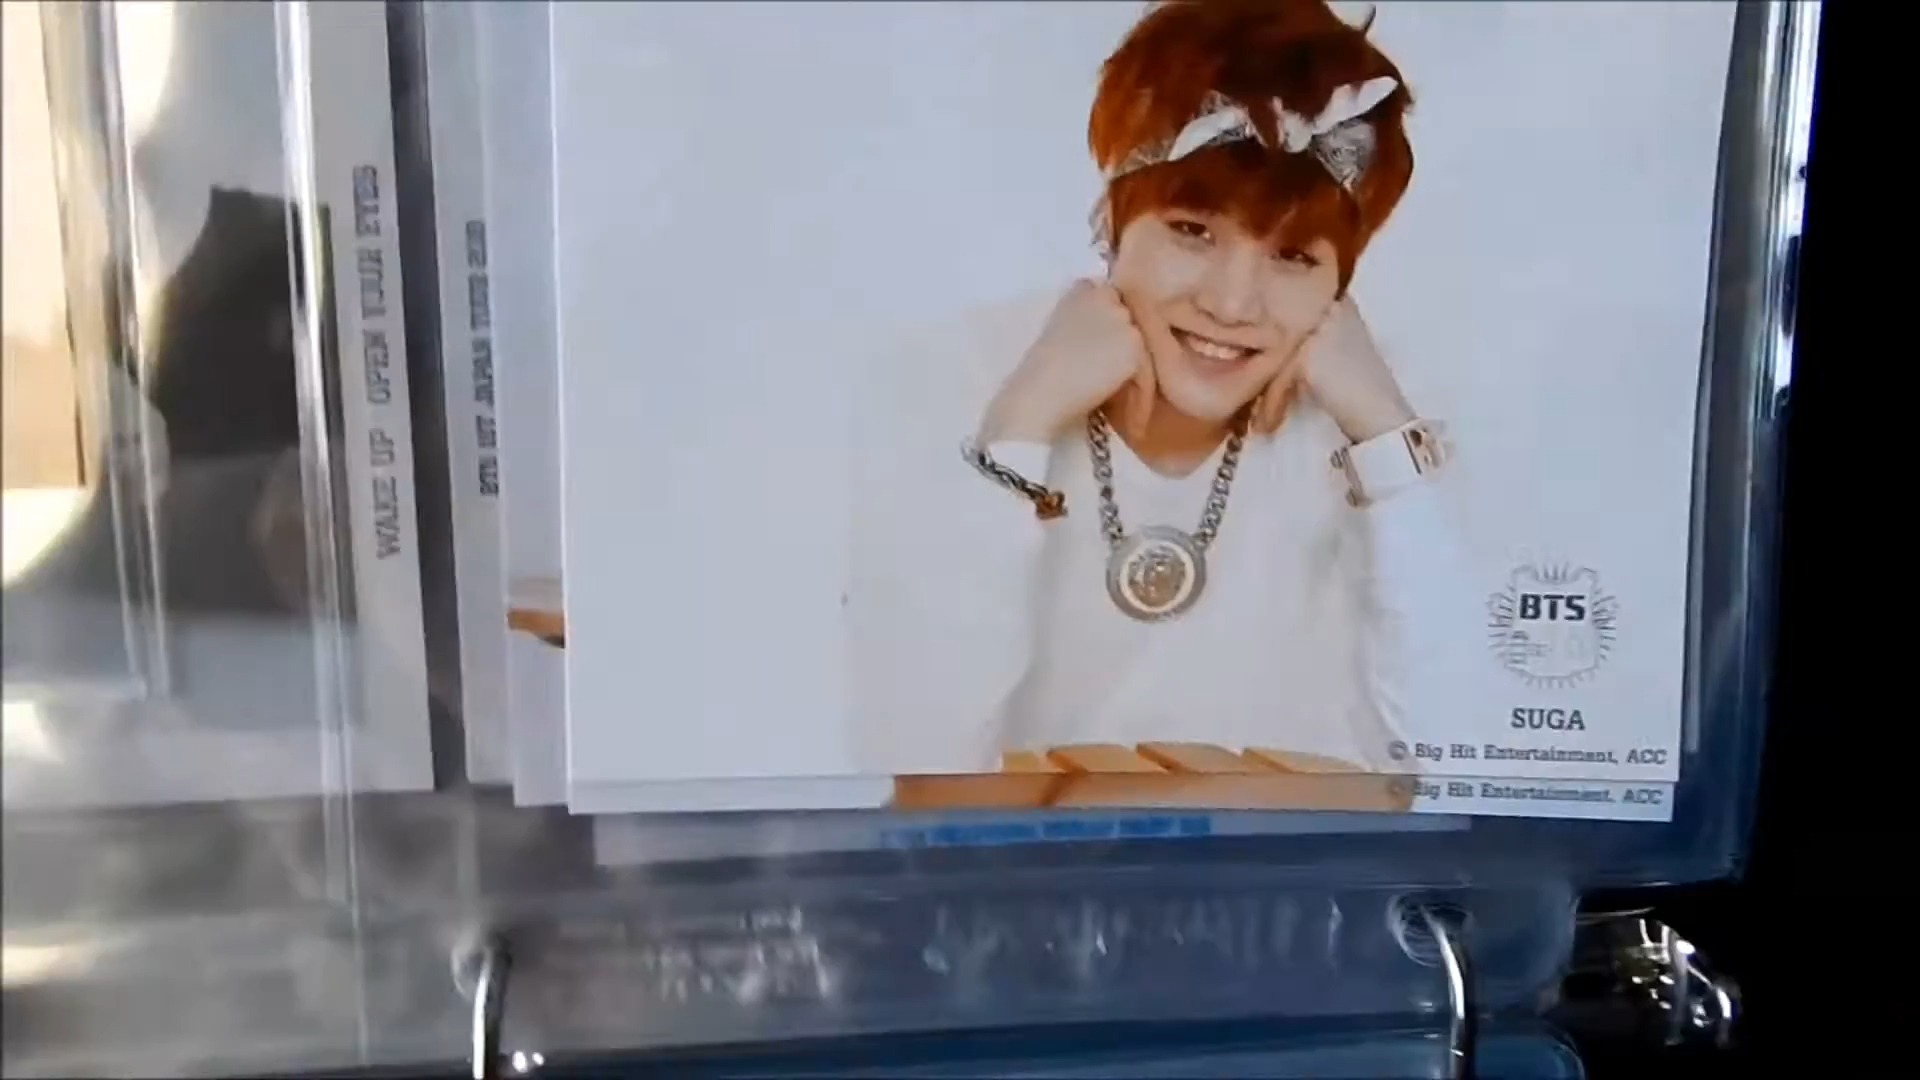 WAKE UP OPEN YOUR EYES
BTS 1ST JAPAN TOUR 2015
BTS
SUGA
© Big Hit Entertainment, ACC
© Big Hit Entertainment, ACC